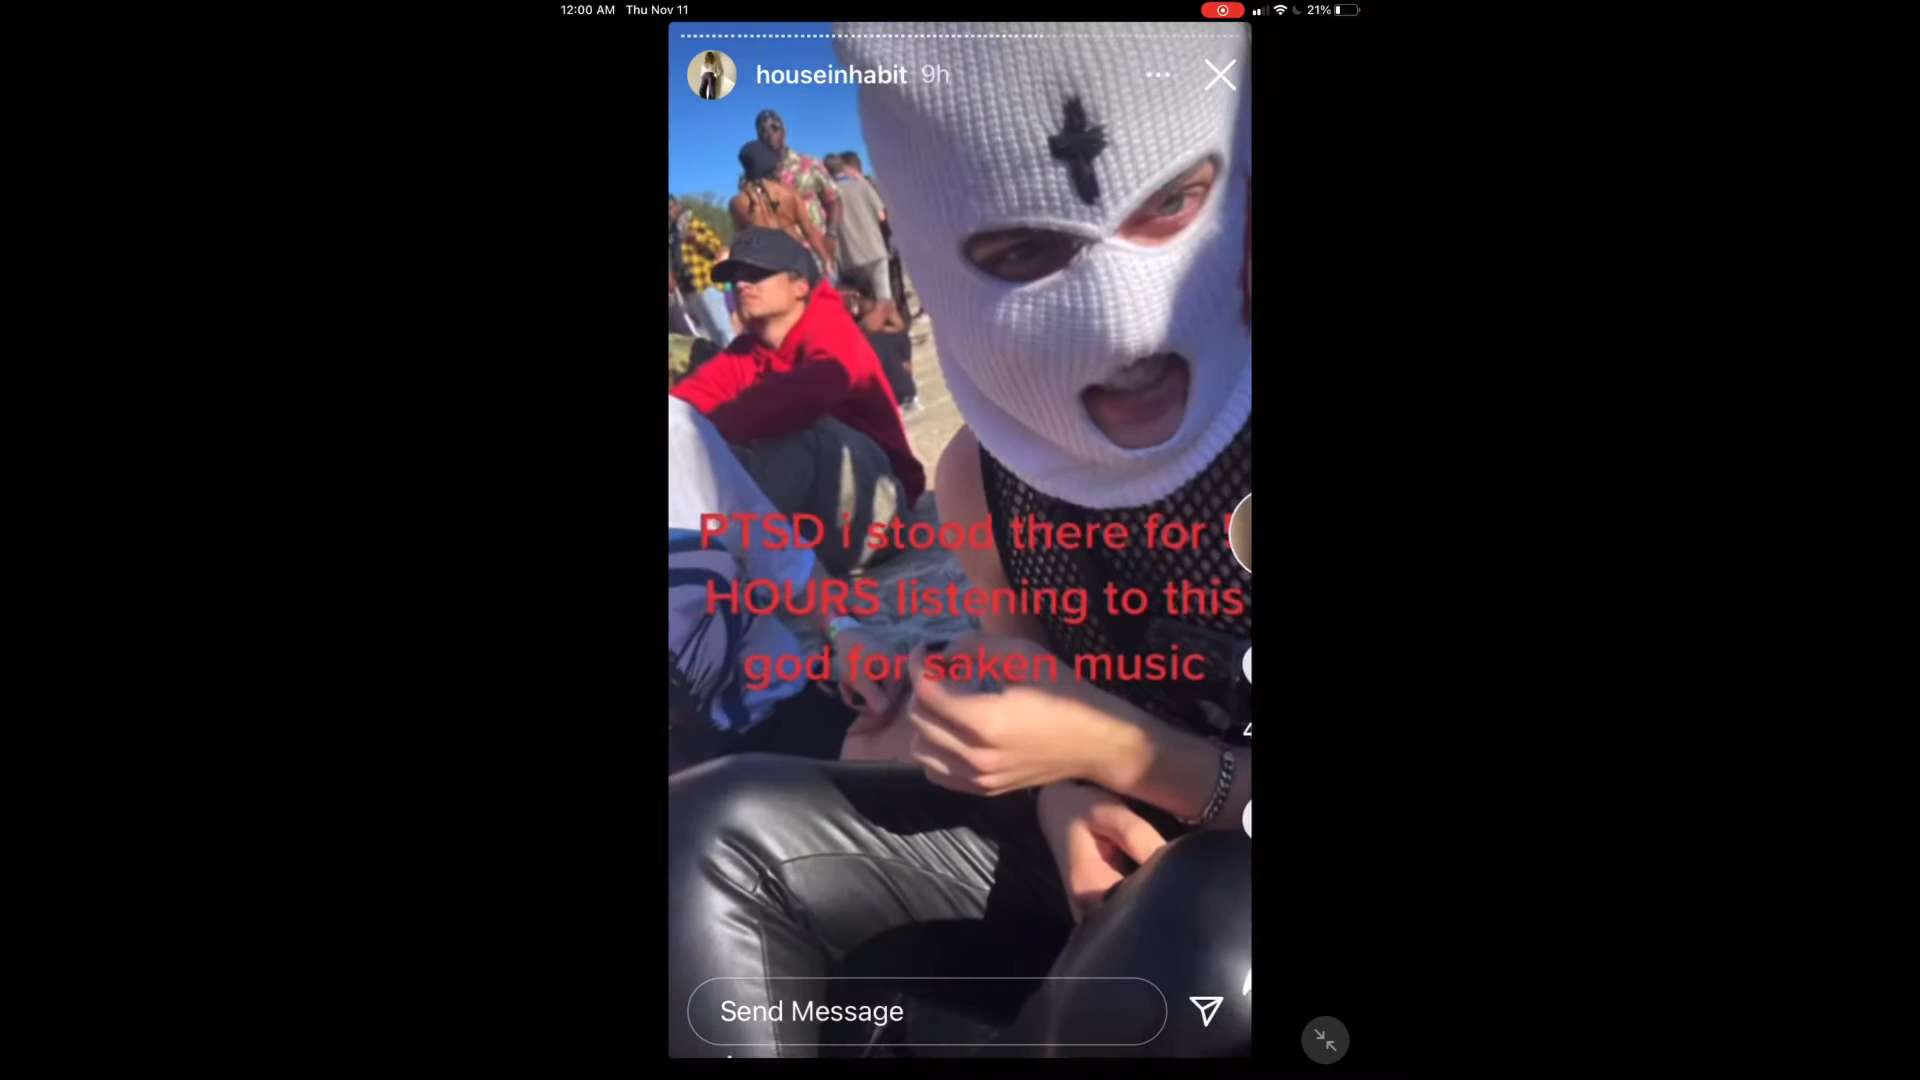 12:00 AM Thu Nov 11
21%
houseinhabit 9h
PTSD i stood there for
HOURS listening to this
god for saken music
Send Message